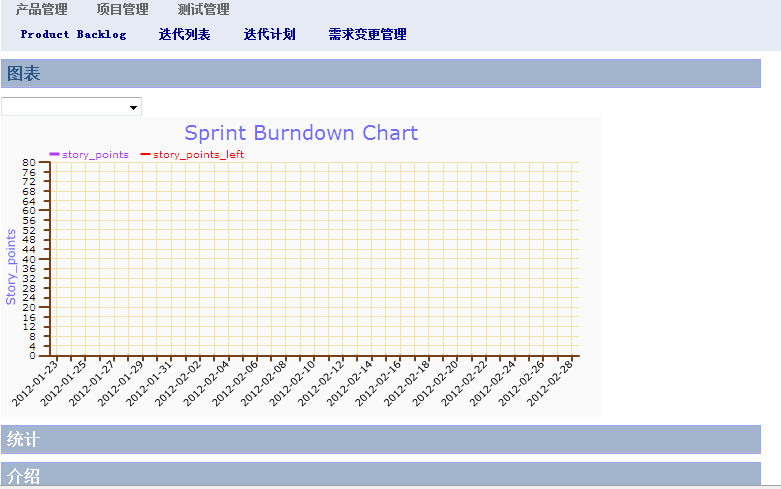 产品管理 项目管理 测试管理
Product Backlog 迭代列表 迭代计划 需求变更管理
图表
Sprint Burndown Chart
story_points story_points_left
Story_points
80
76
72
68
64
60
56
52
48
44
40
36
32
28
24
20
16
12
8
4
0
2012-01-23 2012-01-25 2012-01-27 2012-01-29 2012-01-31 2012-02-02 2012-02-04 2012-02-06 2012-02-08 2012-02-10 2012-02-12 2012-02-14 2012-02-16 2012-02-18 2012-02-20 2012-02-22 2012-02-24 2012-02-26 2012-02-28
统计
介绍